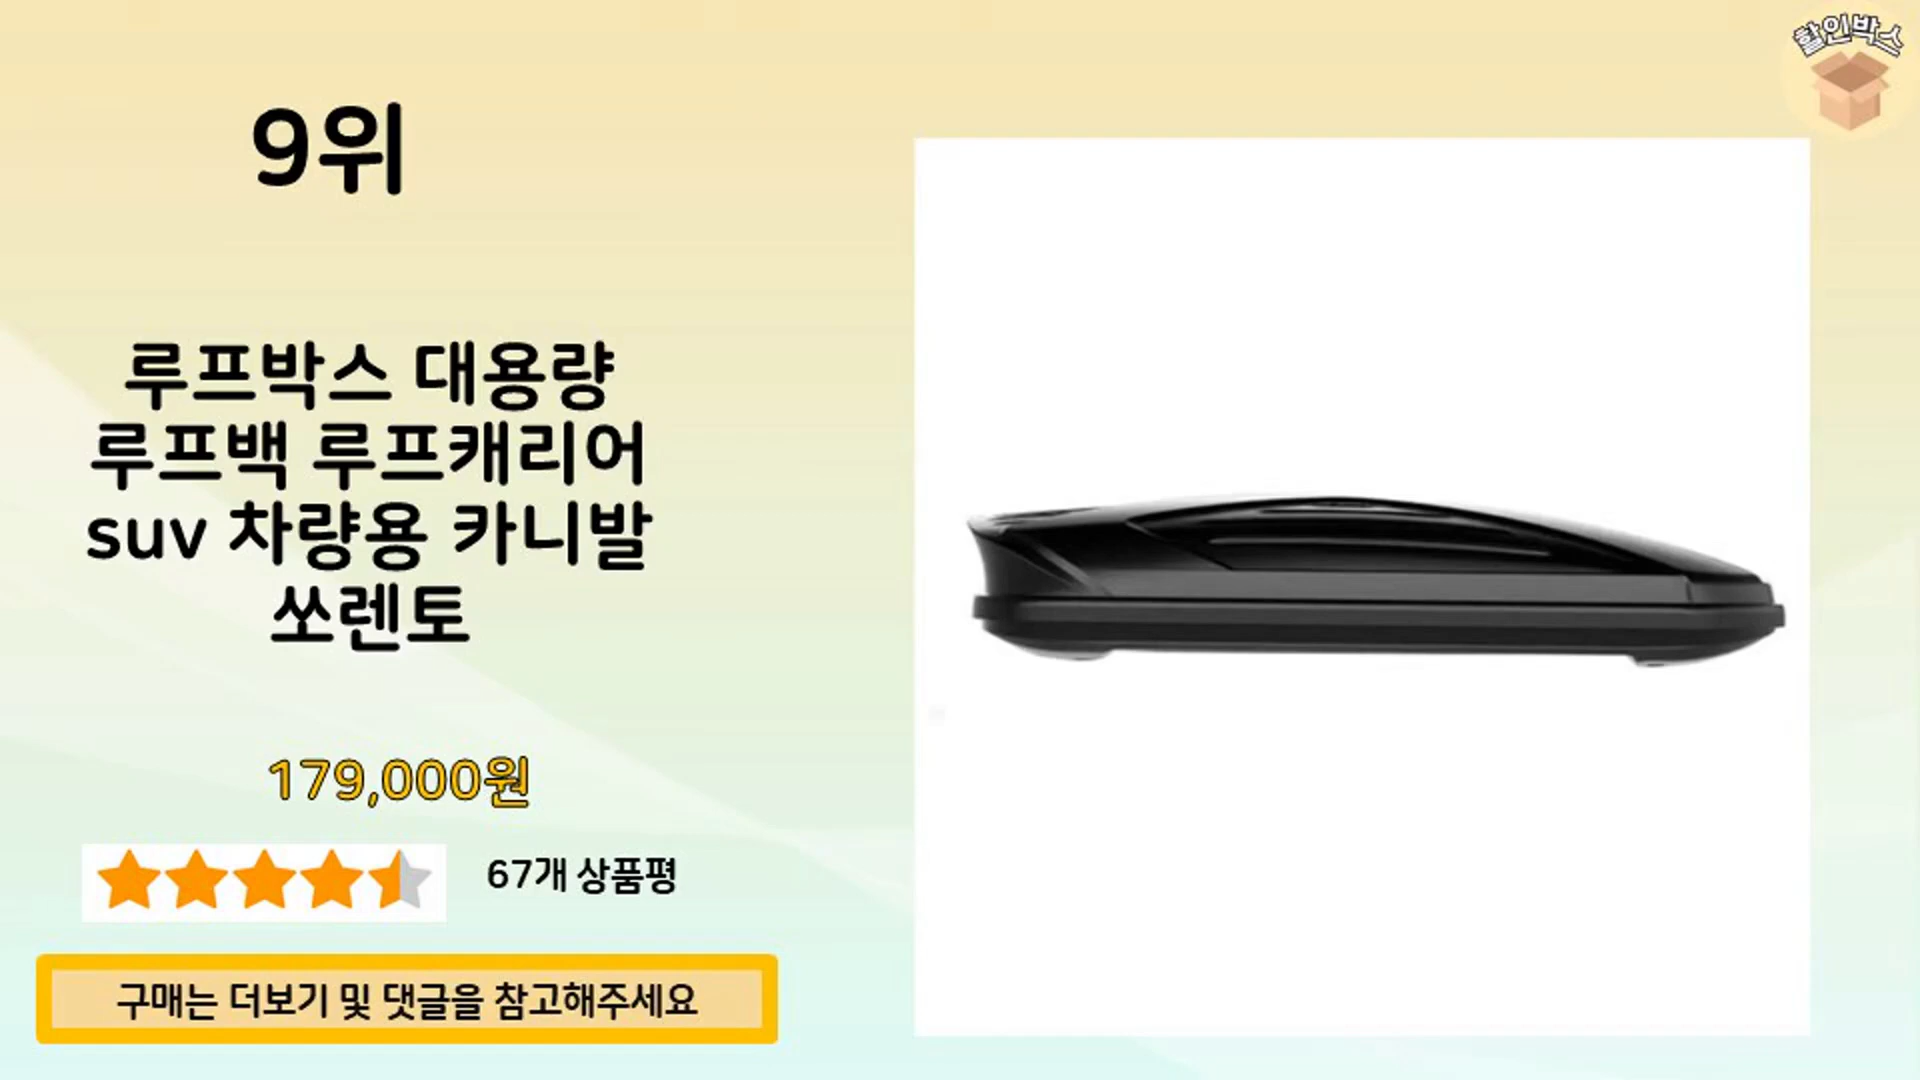 할인박스
9위
루프박스 대용량
루프백 루프캐리어
suv 차량용 카니발
쏘렌토
179,000원
67개 상품평
구매는 더보기 및 댓글을 참고해주세요